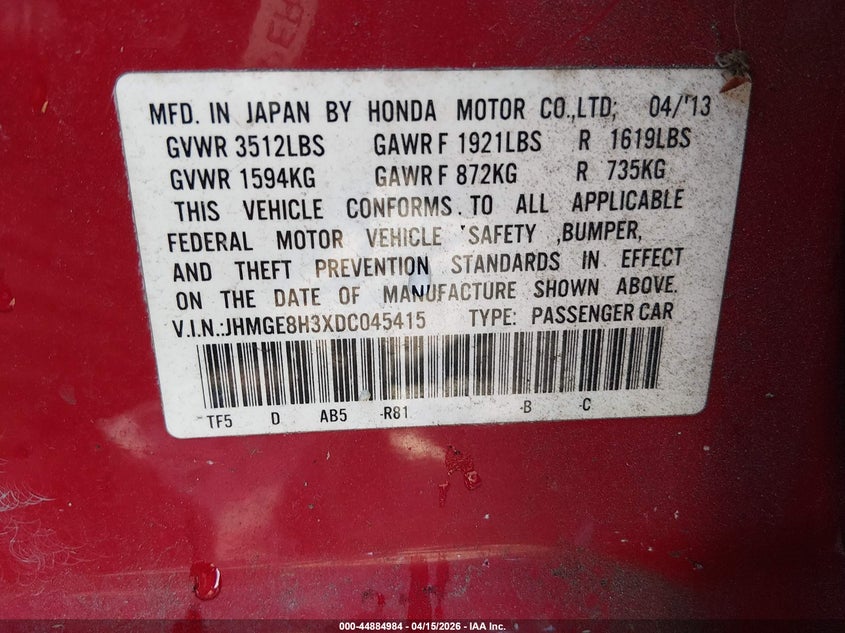 MFD. IN JAPAN BY HONDA MOTOR CO.,LTD; 04/'13
GVWR 3512LBS GAWR F 1921LBS R 1619LBS
GVWR 1594KG GAWR F 872KG R 735KG
THIS VEHICLE CONFORMS TO ALL APPLICABLE
FEDERAL MOTOR VEHICLE SAFETY ,BUMPER,
AND THEFT PREVENTION STANDARDS IN EFFECT
ON THE DATE OF MANUFACTURE SHOWN ABOVE.
V.I.N.:JHMGE8H3XDC045415 TYPE: PASSENGER CAR
TF5 D AB5 -R81 -B -C
000-44884984 - 04/15/2026 - IAA Inc.